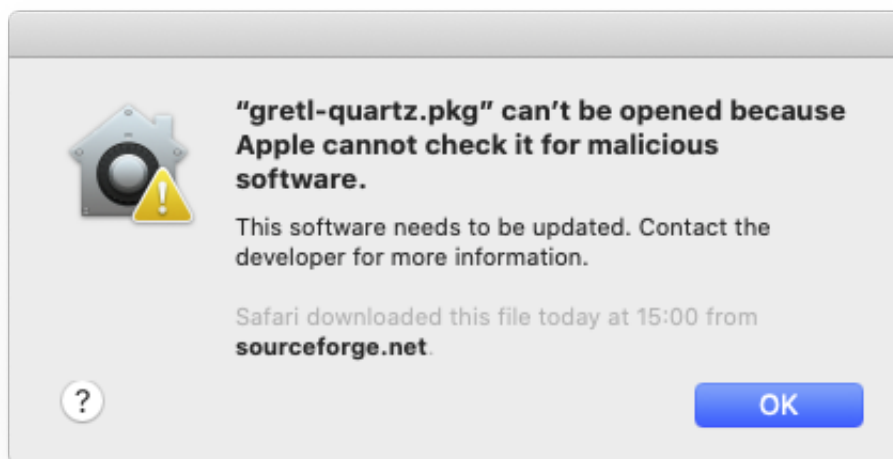 “gretl-quartz.pkg” can’t be opened because
Apple cannot check it for malicious
software.
This software needs to be updated. Contact the
developer for more information.
Safari downloaded this file today at 15:00 from
sourceforge.net.
?
OK